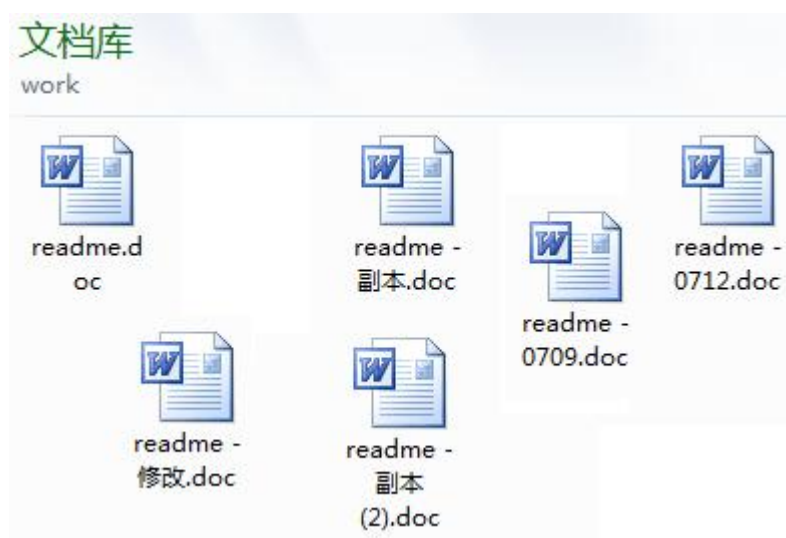 文档库
work
readme.d
oc
readme -
副本.doc
readme -
0709.doc
readme -
0712.doc
readme -
修改.doc
readme -
副本
(2).doc